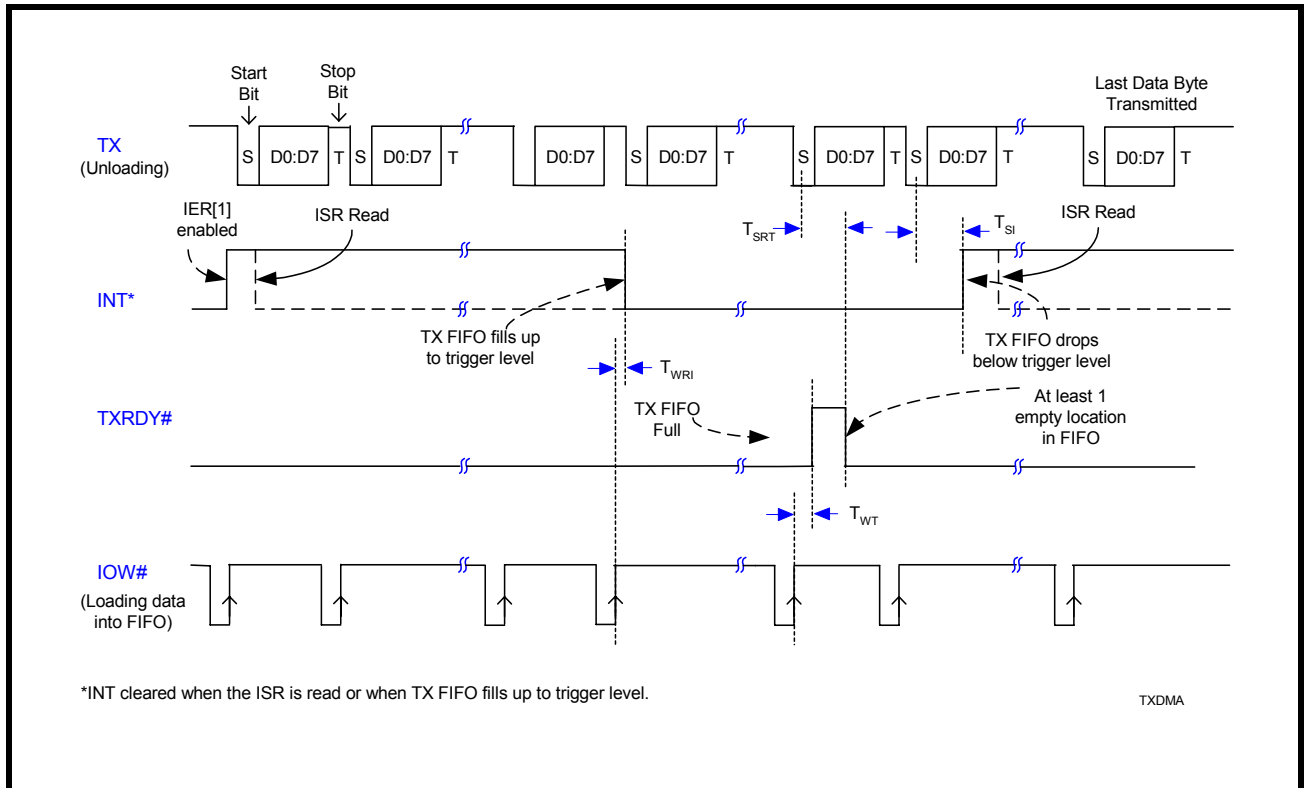 Start
Bit
Stop
Bit
Last Data Byte
Transmitted
TX
(Unloading)
S D0:D7 T S D0:D7 T D0:D7 S D0:D7 T S D0:D7 T S D0:D7 T S D0:D7 T
IER[1]
enabled
ISR Read
TSRT
TSI
ISR Read
INT*
TX FIFO fills up
to trigger level
TX FIFO drops
below trigger level
TWRI
TXRDY#
TX FIFO
Full
At least 1
empty location
in FIFO
TWT
IOW#
(Loading data
into FIFO)
*INT cleared when the ISR is read or when TX FIFO fills up to trigger level.
TXDMA